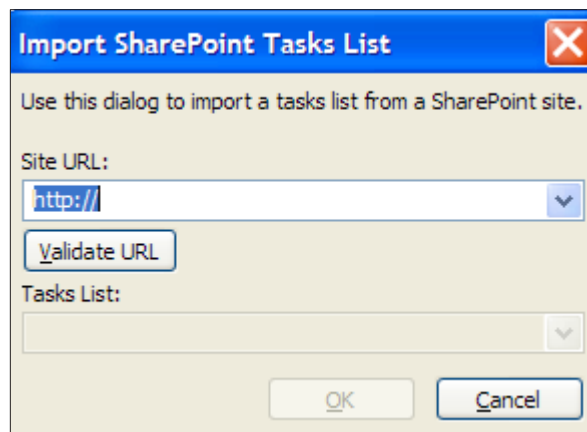 Import SharePoint Tasks List
Use this dialog to import a tasks list from a SharePoint site.
Site URL:
http://
Validate URL
Tasks List:
OK
Cancel